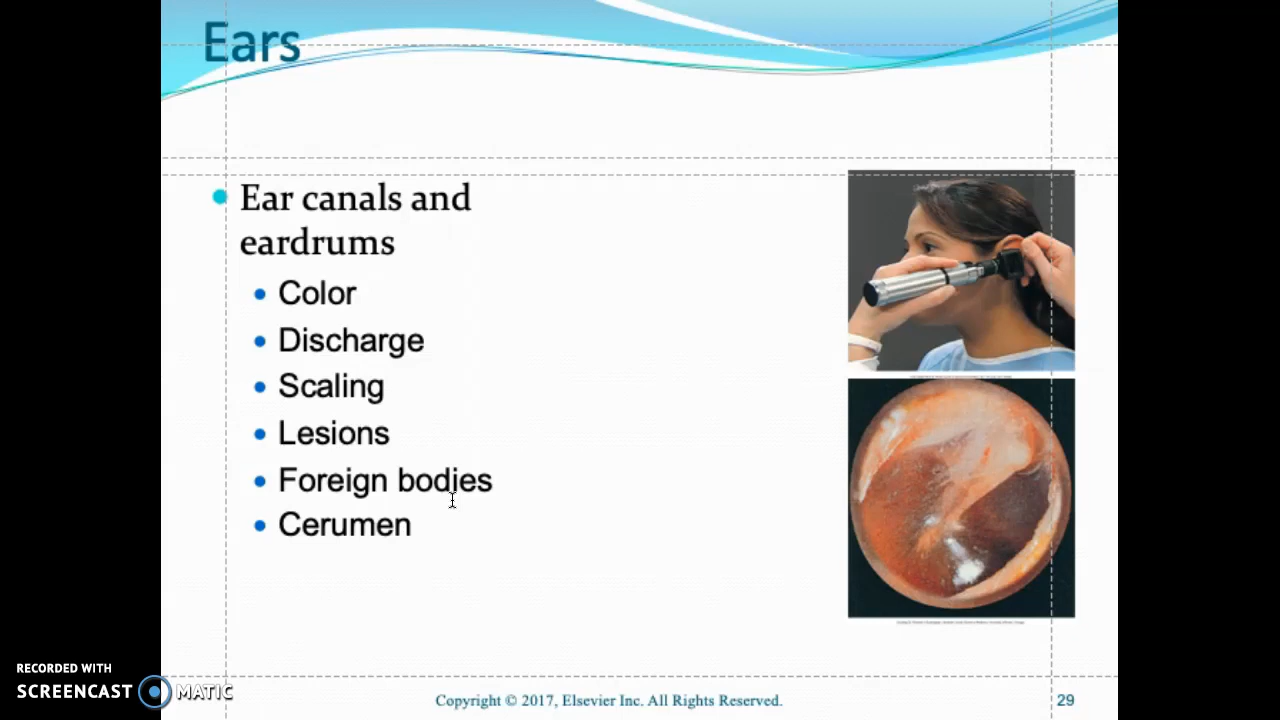 Ears
Ear canals and
eardrums
Color
Discharge
Scaling
Lesions
Foreign bodies
Cerumen
RECORDED WITH
SCREENCAST MATIC
Copyright © 2017, Elsevier Inc. All Rights Reserved.
29